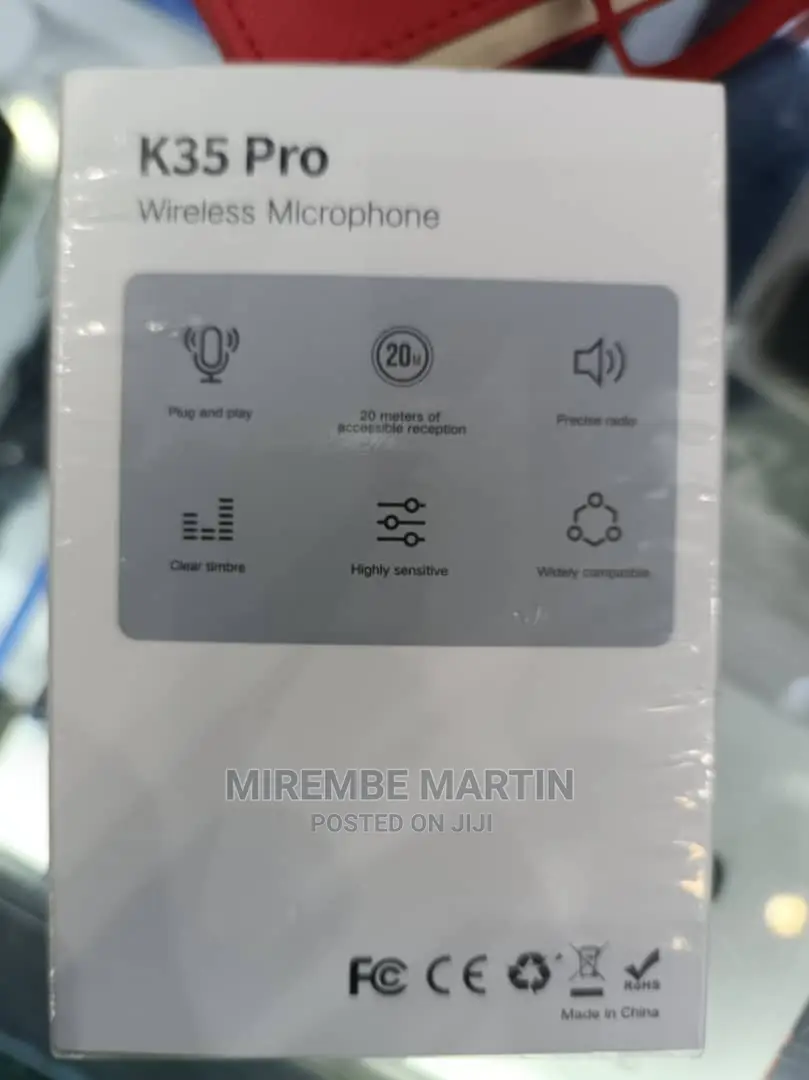 K35 Pro
Wireless MIcrophone
20M
Plug and play
20 meters of
accessible reception
Precise radio
Clear timbre
Highly sensitive
Widely compatible
MIREMBE MARTIN
POSTED ON JIJI
FC CE RoHS
Made in China